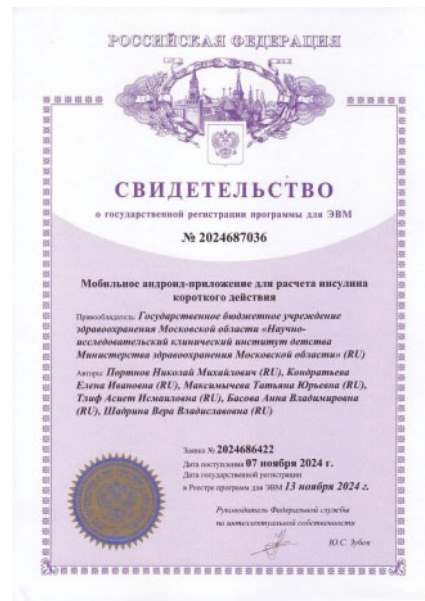 РОССИЙСКАЯ ФЕДЕРАЦИЯ
СВИДЕТЕЛЬСТВО
о государственной регистрации программы для ЭВМ
№ 2024687036
Мобильное андроид-приложение для расчета инсулина
короткого действия
Правообладатель: Государственное бюджетное учреждение
здравоохранения Московской области «Научно-
исследовательский клинический институт детства
Министерства здравоохранения Московской области» (RU)
Авторы: Портнов Николай Михайлович (RU), Кондратьева
Елена Ивановна (RU), Максимычева Татьяна Юрьевна (RU),
Тлиф Асиет Исмаиловна (RU), Басова Анна Владимировна
(RU), Шадрина Вера Владиславовна (RU)
Заявка № 2024686422
Дата поступления 07 ноября 2024 г.
Дата государственной регистрации
в Реестре программ для ЭВМ 13 ноября 2024 г.
Руководитель Федеральной службы
по интеллектуальной собственности
Ю.С. Зубов